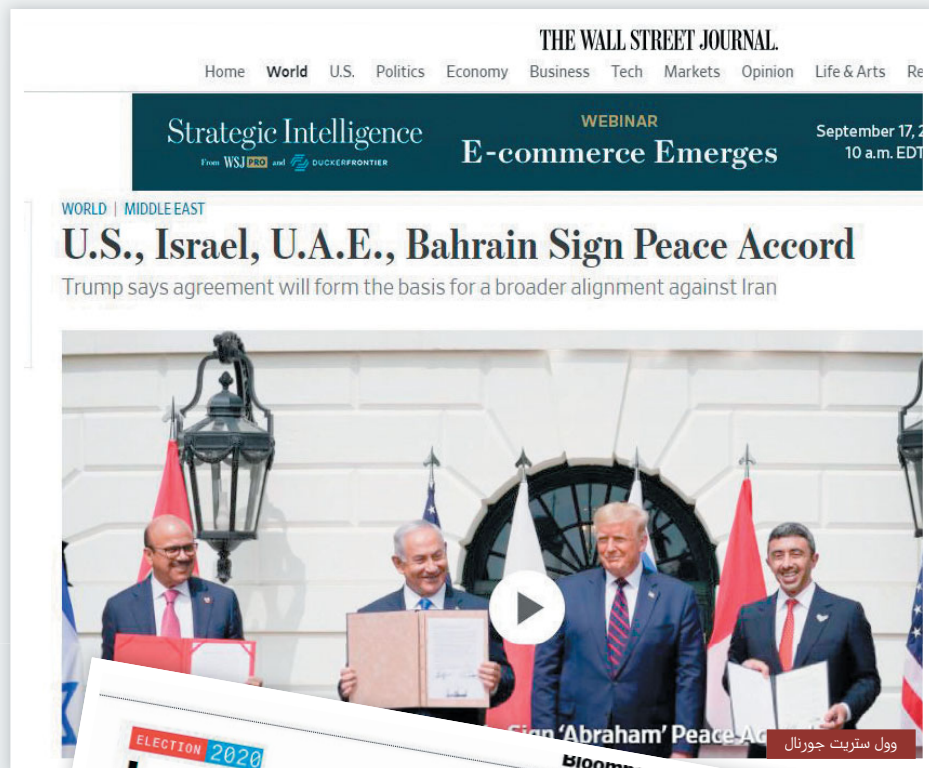 THE WALL STREET JOURNAL.
Home World U.S. Politics Economy Business Tech Markets Opinion Life & Arts
Strategic Intelligence
From WSJ PRO and DUCKERFRONTIER
WEBINAR
E-commerce Emerges
September 17,
10 a.m. EDT
WORLD | MIDDLE EAST
U.S., Israel, U.A.E., Bahrain Sign Peace Accord
Trump says agreement will form the basis for a broader alignment against Iran
Sign ‘Abraham’ Peace
وول ستريت جورنال
ELECTION 2020